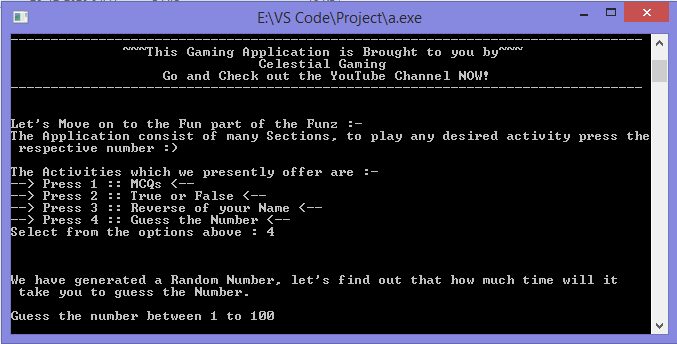 E:\VS Code\Project\a.exe
~~~This Gaming Application is Brought to you by~~~
Celestial Gaming
Go and Check out the YouTube Channel NOW!
Let's Move on to the Fun part of the Funz :-
The Application consist of many Sections, to play any desired activity press the
respective number :)
The Activities which we presently offer are :-
--> Press 1 :: MCQs <--
--> Press 2 :: True or False <--
--> Press 3 :: Reverse of your Name <--
--> Press 4 :: Guess the Number <--
Select from the options above : 4
We have generated a Random Number, let's find out that how much time will it
take you to guess the Number.
Guess the number between 1 to 100